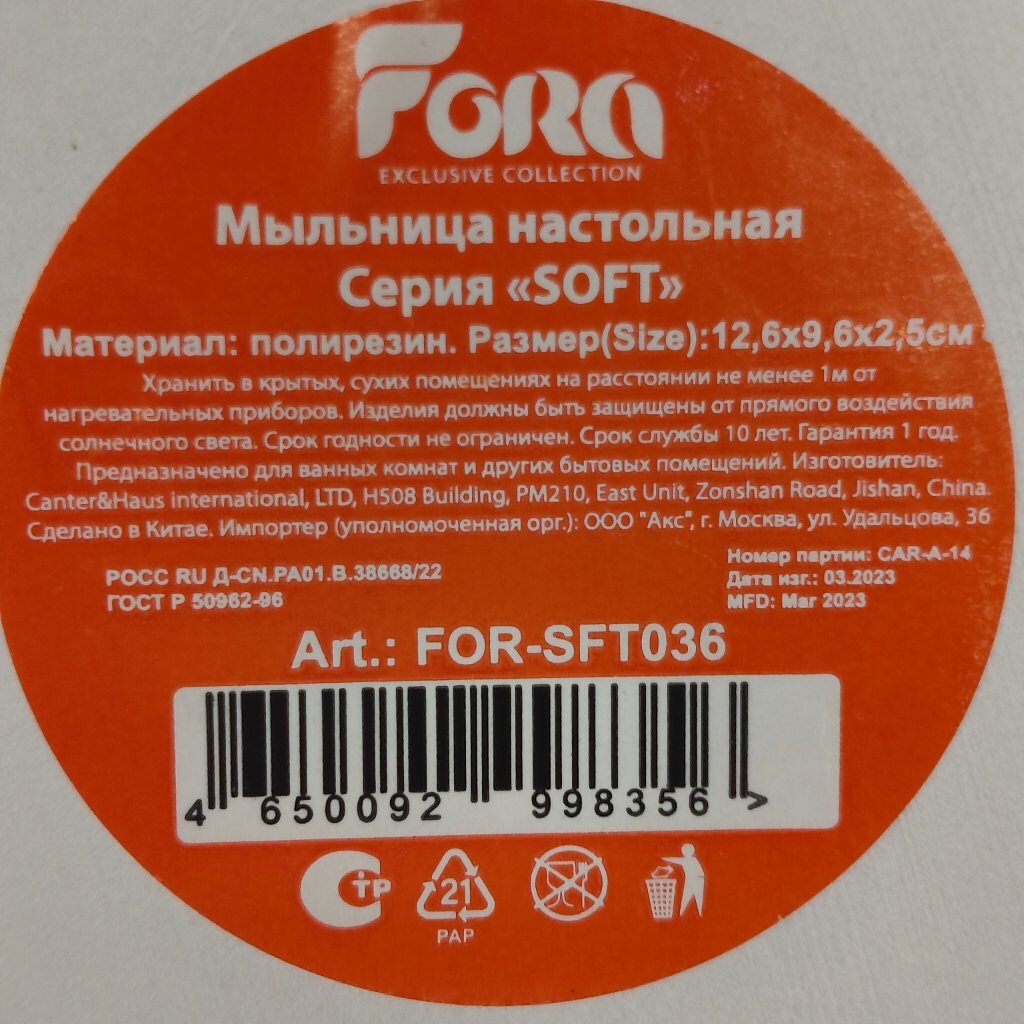 Fora
EXCLUSIVE COLLECTION
Мыльница настольная
Серия «SOFT»
Материал: полирезин. Размер(Size):12,6x9,6x2,5см
Хранить в крытых, сухих помещениях на расстоянии не менее 1м от
нагревательных приборов. Изделия должны быть защищены от прямого воздействия
солнечного света. Срок годности не ограничен. Срок службы 10 лет. Гарантия 1 год.
Предназначено для ванных комнат и других бытовых помещений. Изготовитель:
Canter&Haus international, LTD, H508 Building, PM210, East Unit, Zonshan Road, Jishan, China.
Сделано в Китае. Импортер (уполномоченная орг.): ООО "Акс", г. Москва, ул. Удальцова, 36
РОСС RU Д-CN.РА01.В.38668/22
ГОСТ Р 50962-96
Номер партии: CAR-A-14
Дата изг.: 03.2023
MFD: Mar 2023
Art.: FOR-SFT036
4 650092 998356 >
СТР
21
PAP